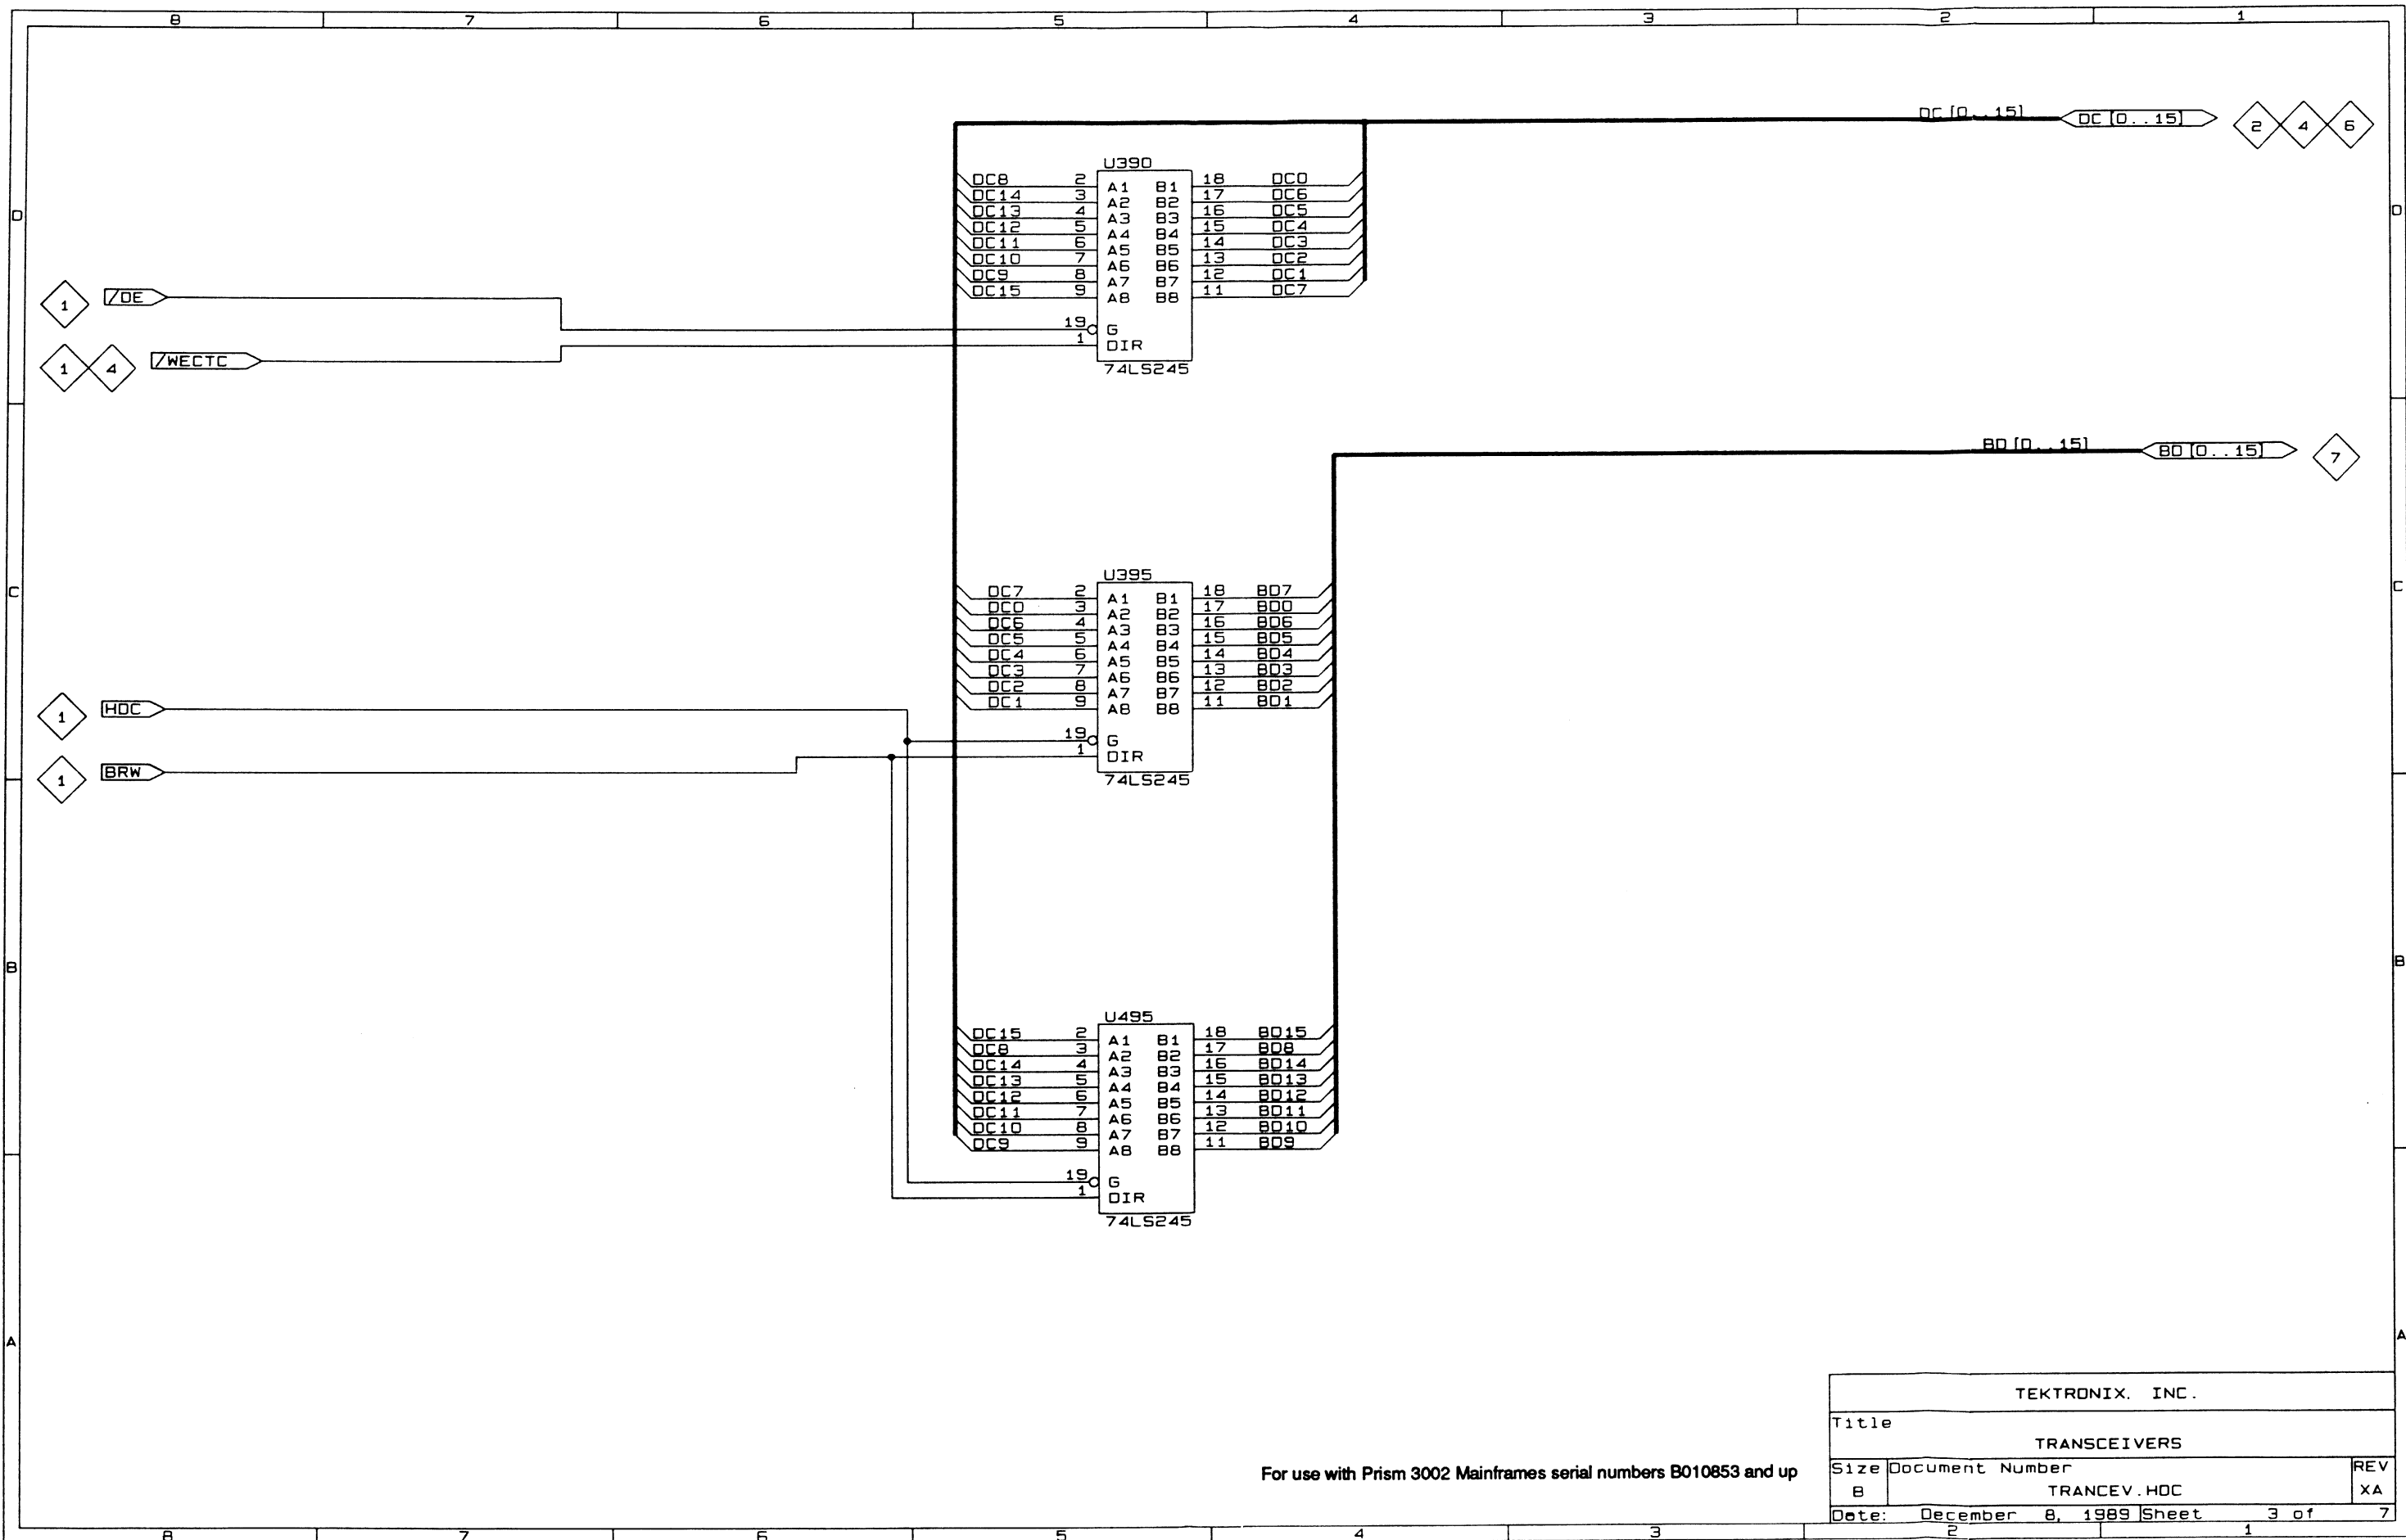 8 7 6 5 4 3 2 1
DC [0..15] DC [0..15] 2 4 6
U390
DC8 2 A1 B1 18 DC0
DC14 3 A2 B2 17 DC6
DC13 4 A3 B3 16 DC5
DC12 5 A4 B4 15 DC4
DC11 6 A5 B5 14 DC3
DC10 7 A6 B6 13 DC2
DC9 8 A7 B7 12 DC1
DC15 9 A8 B8 11 DC7
D D
1 /DE
19 G
1 4 /WECTC
1 DIR
74LS245
BD [0..15] BD [0..15] 7
U395
C C
DC7 2 A1 B1 18 BD7
DC0 3 A2 B2 17 BD0
DC6 4 A3 B3 16 BD6
DC5 5 A4 B4 15 BD5
DC4 6 A5 B5 14 BD4
DC3 7 A6 B6 13 BD3
DC2 8 A7 B7 12 BD2
DC1 9 A8 B8 11 BD1
1 HDC
19 G
1 BRW
1 DIR
74LS245
B B
U495
DC15 2 A1 B1 18 BD15
DC8 3 A2 B2 17 BD8
DC14 4 A3 B3 16 BD14
DC13 5 A4 B4 15 BD13
DC12 6 A5 B5 14 BD12
DC11 7 A6 B6 13 BD11
DC10 8 A7 B7 12 BD10
DC9 9 A8 B8 11 BD9
19 G
1 DIR
74LS245
A A
TEKTRONIX. INC.
Title
TRANSCEIVERS
For use with Prism 3002 Mainframes serial numbers B010853 and up
Size Document Number REV
B TRANCEV.HDC XA
Date: December 8, 1989 Sheet 3 of 7
8 7 6 5 4 3 2 1